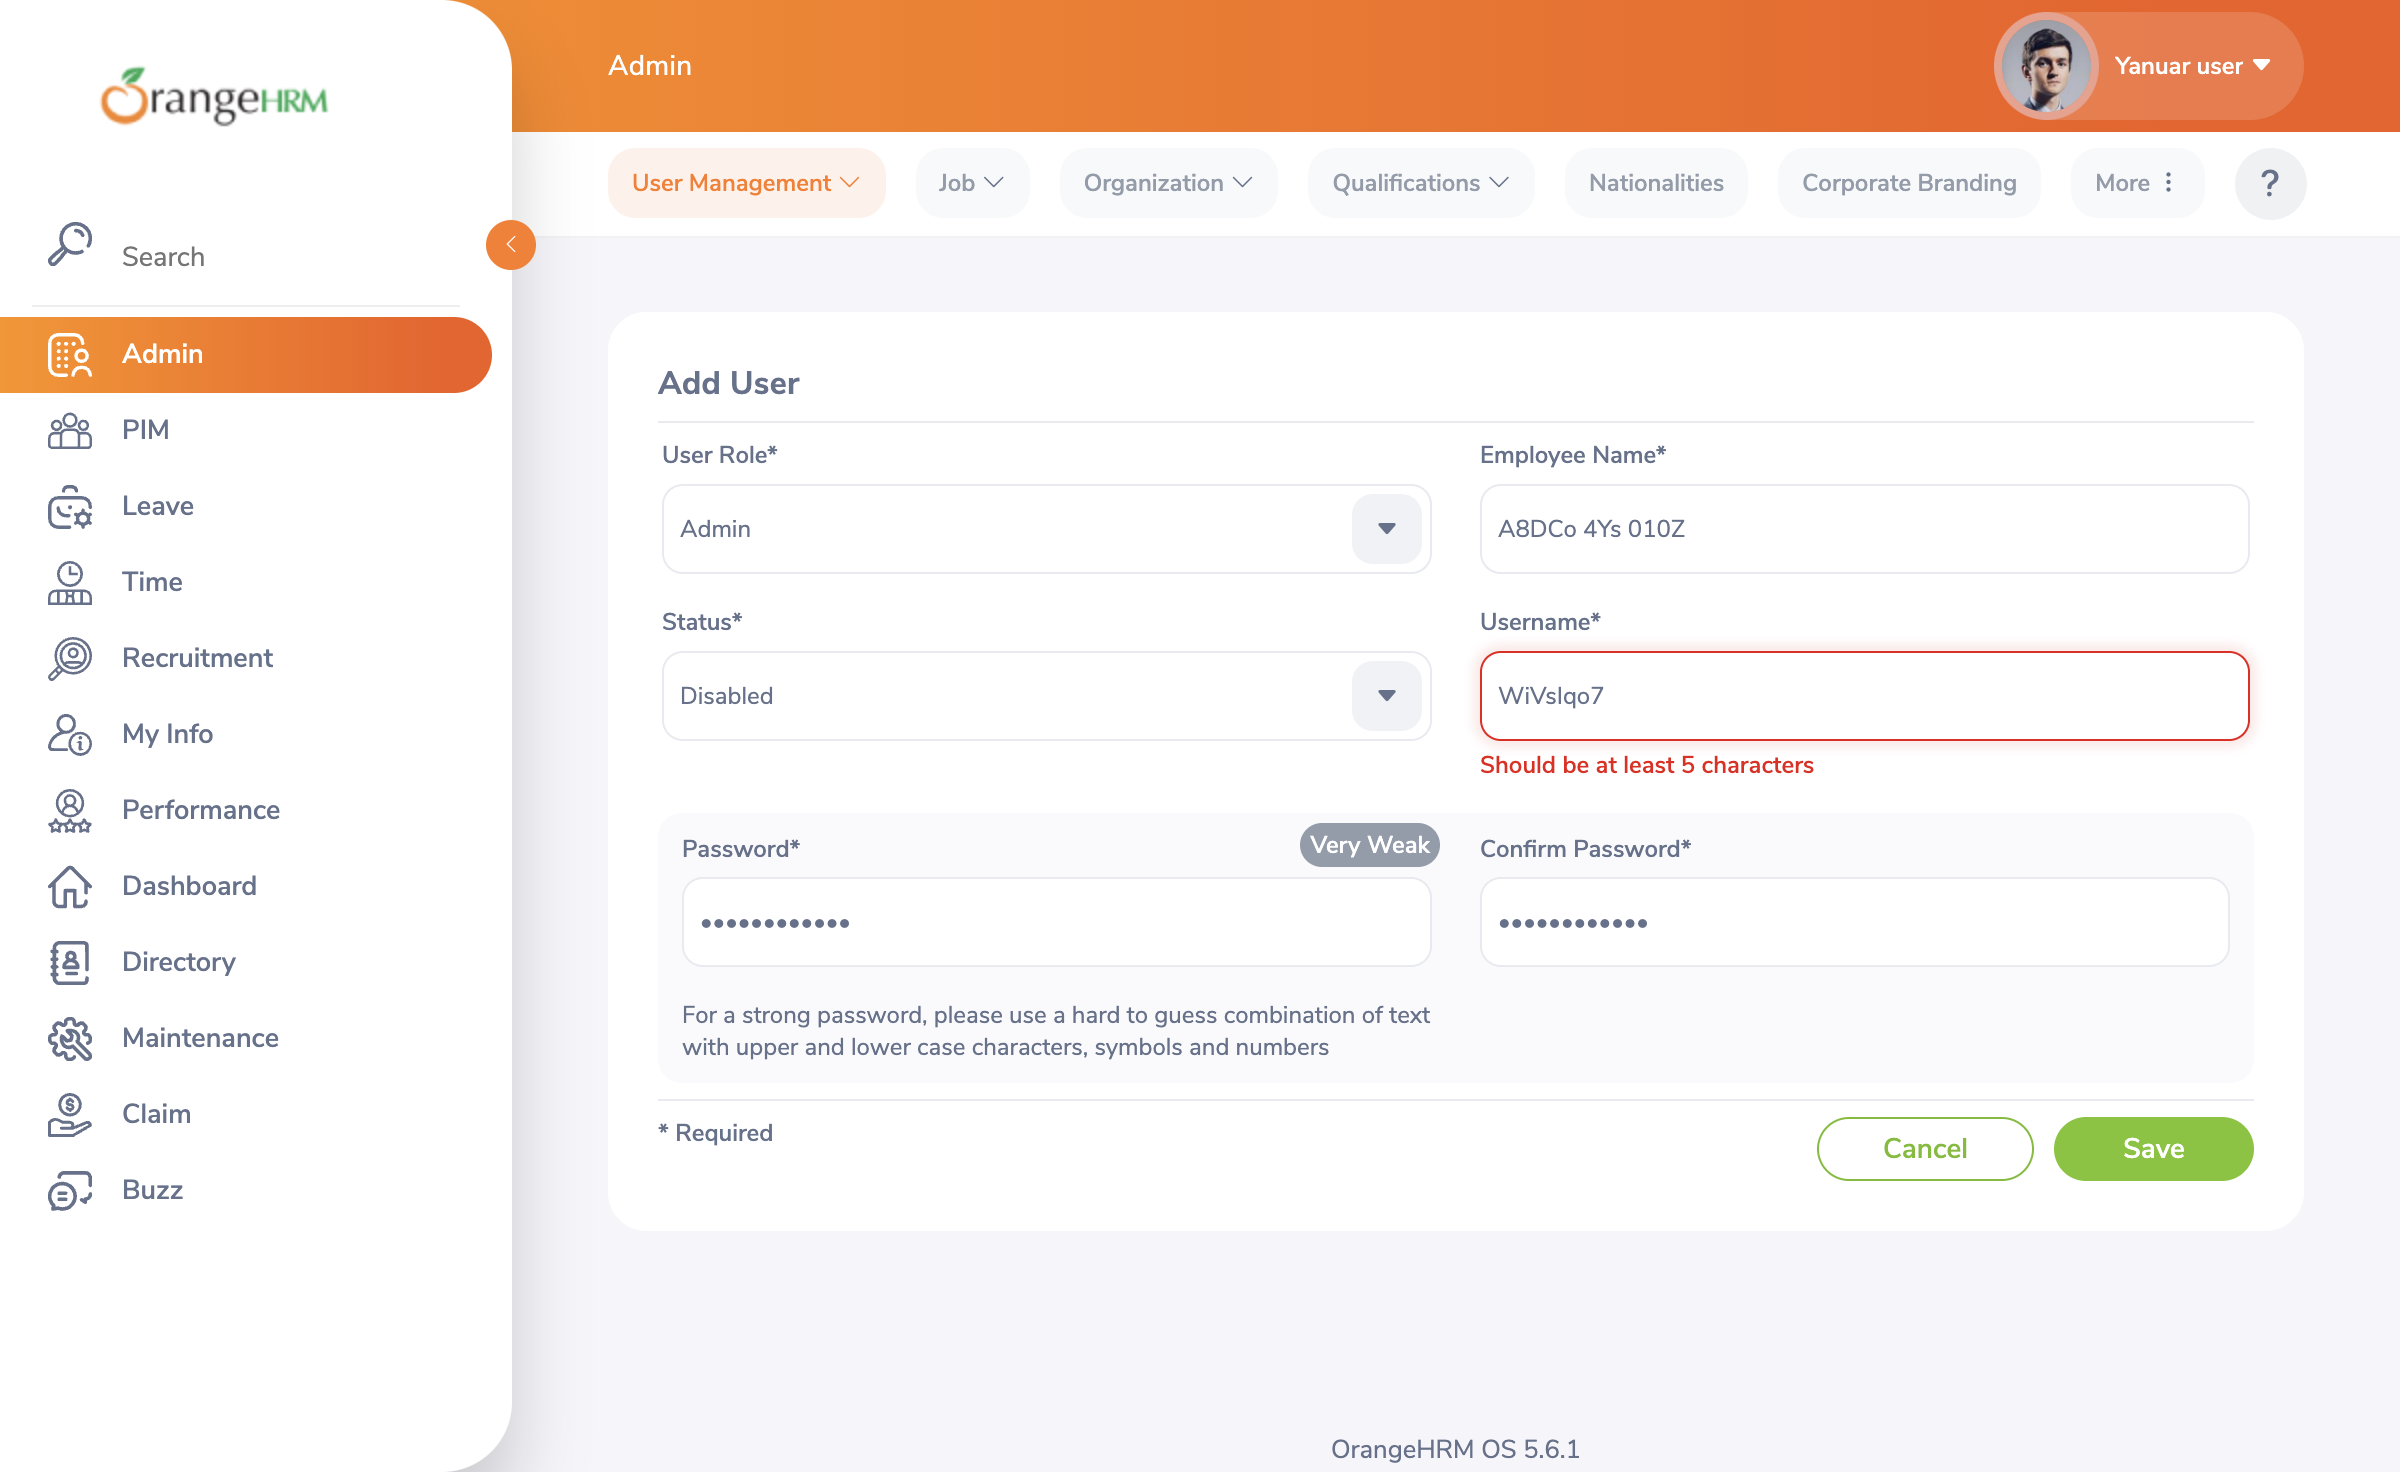 OrangeHRM
Search
Admin
PIM
Leave
Time
Recruitment
My Info
Performance
Dashboard
Directory
Maintenance
Claim
Buzz
Admin
Yanuar user
User Management
Job
Organization
Qualifications
Nationalities
Corporate Branding
More
?
Add User
User Role*
Admin
Employee Name*
A8DCo 4Ys 010Z
Status*
Disabled
Username*
WiVslqo7
Should be at least 5 characters
Password*
Very Weak
••••••••••••
Confirm Password*
••••••••••••
For a strong password, please use a hard to guess combination of text
with upper and lower case characters, symbols and numbers
* Required
Cancel
Save
OrangeHRM OS 5.6.1